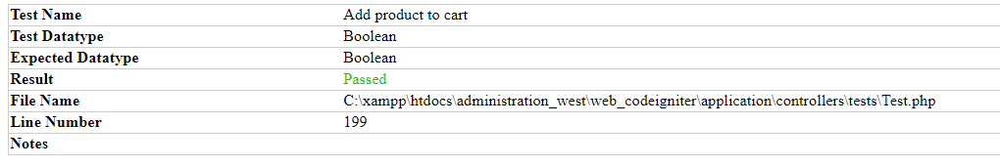 Test Name Add product to cart
Test Datatype Boolean
Expected Datatype Boolean
Result Passed
File Name C:\xampp\htdocs\administration_west\web_codeigniter\application\controllers\tests\Test.php
Line Number 199
Notes